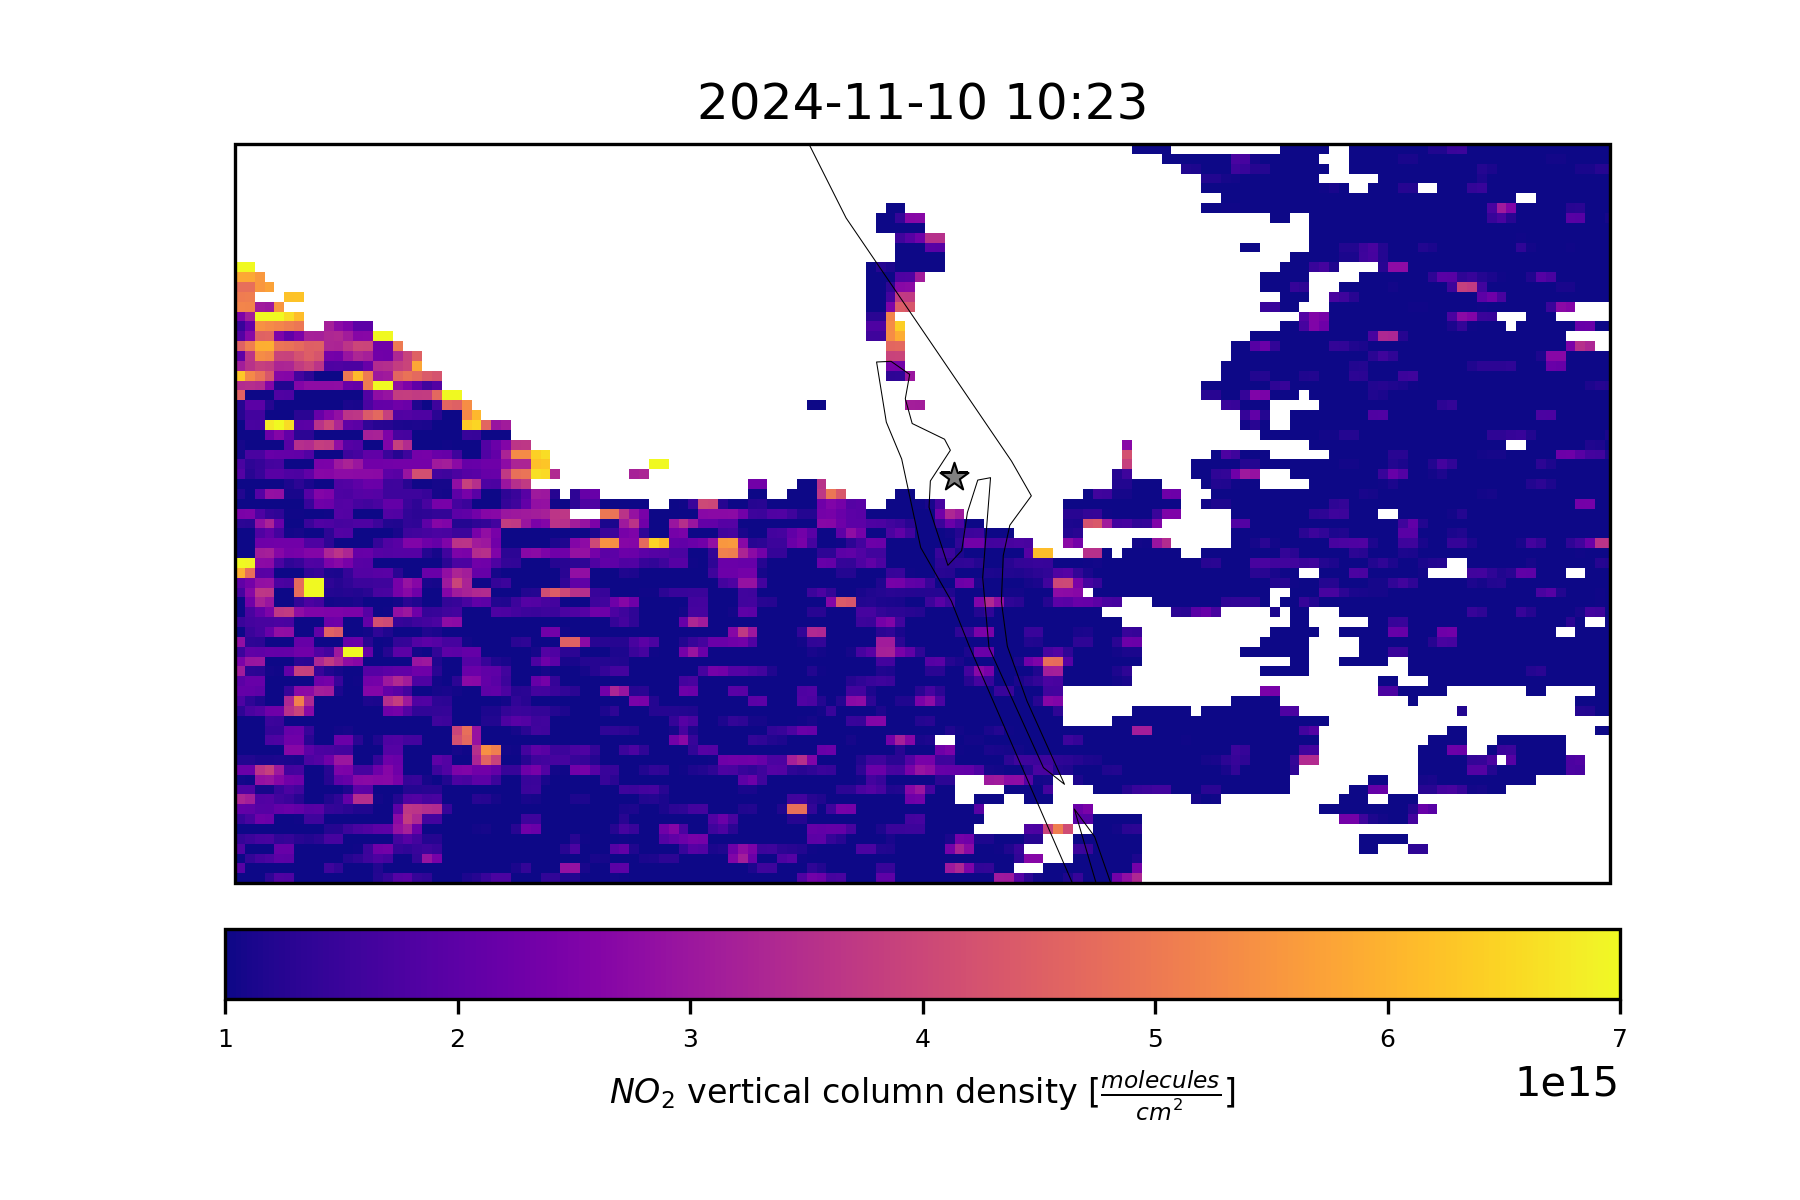 2024-11-10 10:23
1 2 3 4 5 6 7
1e15
NO₂ vertical column density [molecules/cm²]